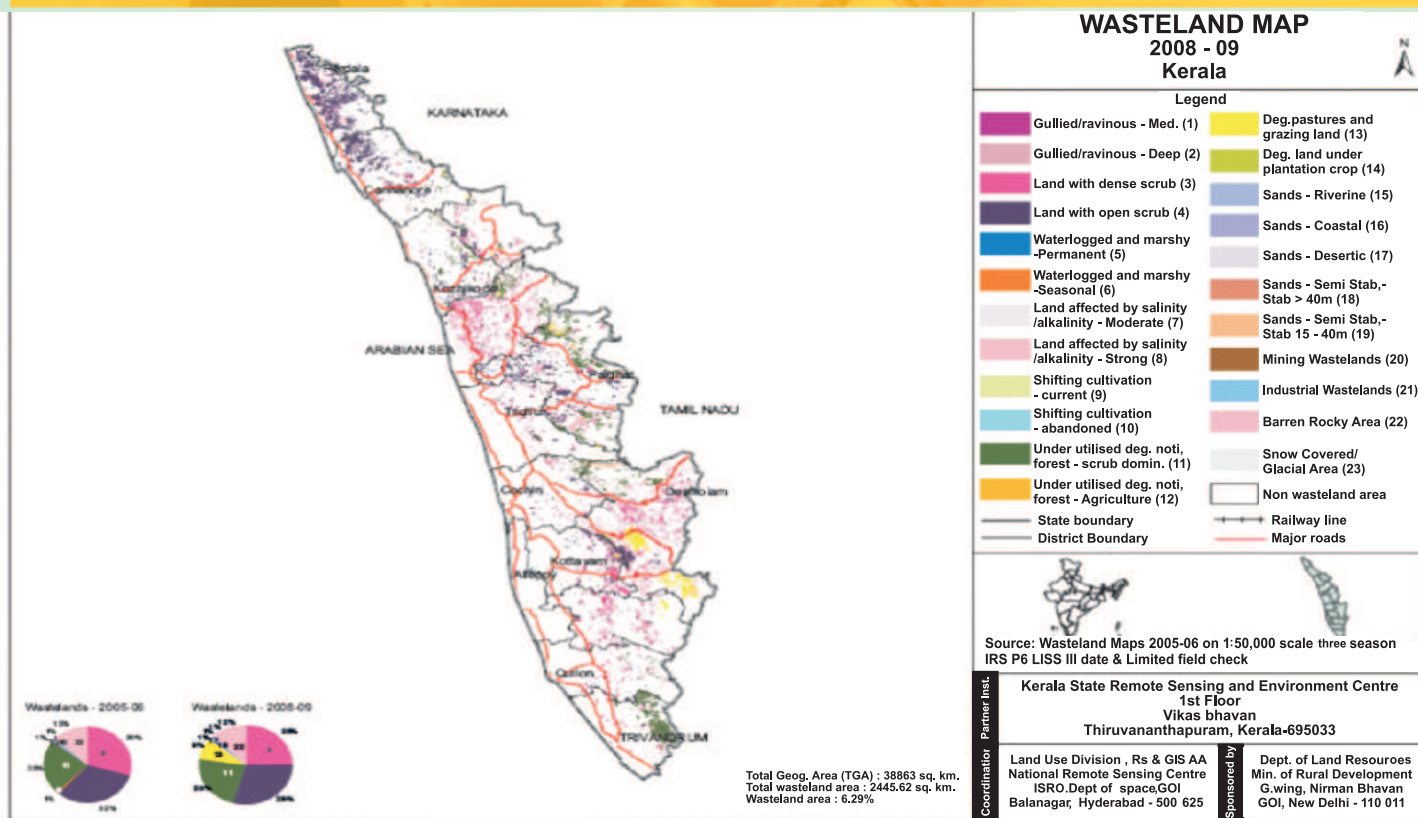 WASTELAND MAP
2008 - 09
Kerala
N
Legend
Gullied/ravinous - Med. (1)
Gullied/ravinous - Deep (2)
Land with dense scrub (3)
Land with open scrub (4)
Waterlogged and marshy
-Permanent (5)
Waterlogged and marshy
-Seasonal (6)
Land affected by salinity
/alkalinity - Moderate (7)
Land affected by salinity
/alkalinity - Strong (8)
Shifting cultivation
- current (9)
Shifting cultivation
- abandoned (10)
Under utilised deg. noti,
forest - scrub domin. (11)
Under utilised deg. noti,
forest - Agriculture (12)
State boundary
District Boundary
Deg.pastures and
grazing land (13)
Deg. land under
plantation crop (14)
Sands - Riverine (15)
Sands - Coastal (16)
Sands - Desertic (17)
Sands - Semi Stab,-
Stab > 40m (18)
Sands - Semi Stab,-
Stab 15 - 40m (19)
Mining Wastelands (20)
Industrial Wastelands (21)
Barren Rocky Area (22)
Snow Covered/
Glacial Area (23)
Non wasteland area
Railway line
Major roads
KARNATAKA
Cannanore
Kozhikode
ARABIAN SEA
TAMIL NADU
Cochin
Kottayam
Alleppy
Quilon
TRIVANDRUM
Wastelands - 2005-06
Wastelands - 2008-09
11
22
Total Geog. Area (TGA) : 38863 sq. km.
Total wasteland area : 2445.62 sq. km.
Wasteland area : 6.29%
Source: Wasteland Maps 2005-06 on 1:50,000 scale three season
IRS P6 LISS III date & Limited field check
Partner Inst.
Kerala State Remote Sensing and Environment Centre
1st Floor
Vikas bhavan
Thiruvananthapuram, Kerala-695033
Coordinatior
Land Use Division , Rs & GIS AA
National Remote Sensing Centre
ISRO.Dept of space,GOI
Balanagar, Hyderabad - 500 625
Sponsored by
Dept. of Land Resouroes
Min. of Rural Development
G.wing, Nirman Bhavan
GOI, New Delhi - 110 011